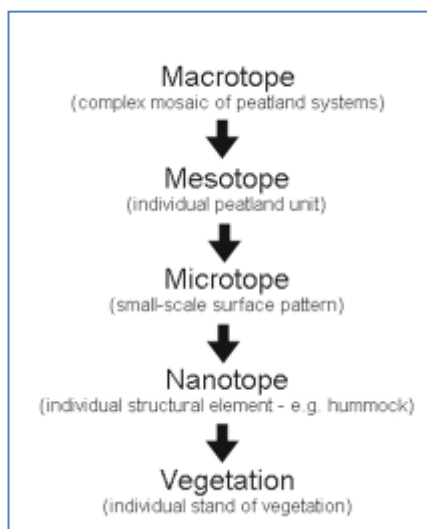 Macrotope
(complex mosaic of peatland systems)
Mesotope
(individual peatland unit)
Microtope
(small-scale surface pattern)
Nanotope
(individual structural element - e.g. hummock)
Vegetation
(individual stand of vegetation)